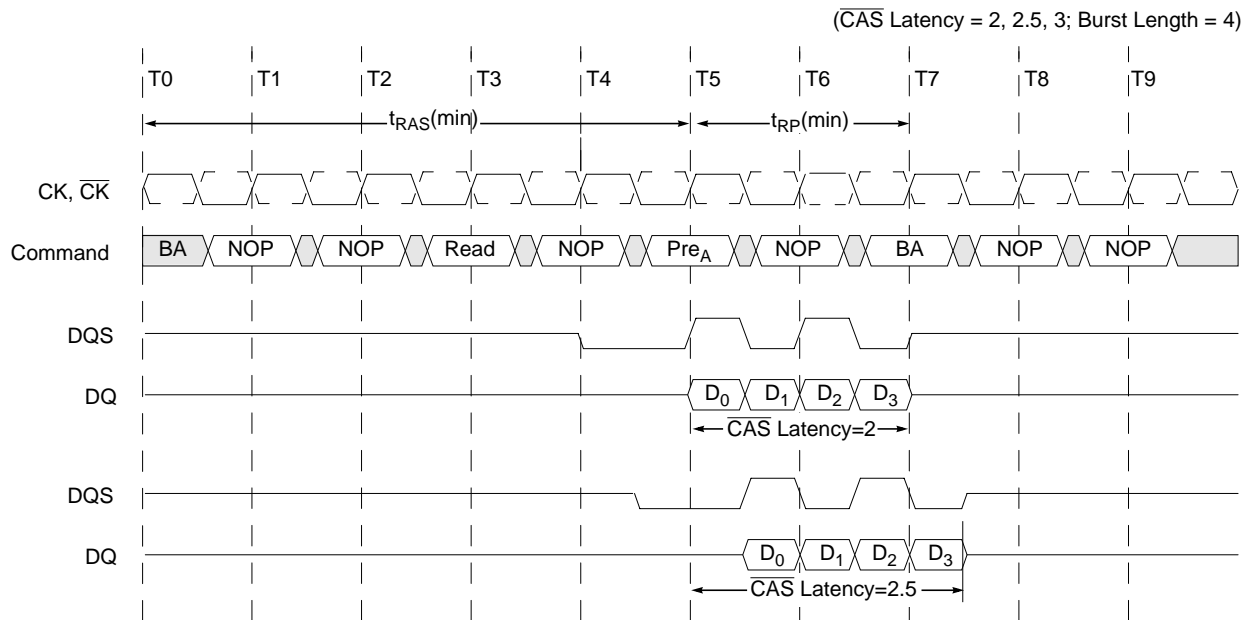 (CAS Latency = 2, 2.5, 3; Burst Length = 4)
T0 T1 T2 T3 T4 T5 T6 T7 T8 T9
tRAS(min) tRP(min)
CK, CK
Command BA NOP NOP Read NOP PreA NOP BA NOP NOP
DQS
DQ D0 D1 D2 D3
CAS Latency=2
DQS
DQ D0 D1 D2 D3
CAS Latency=2.5